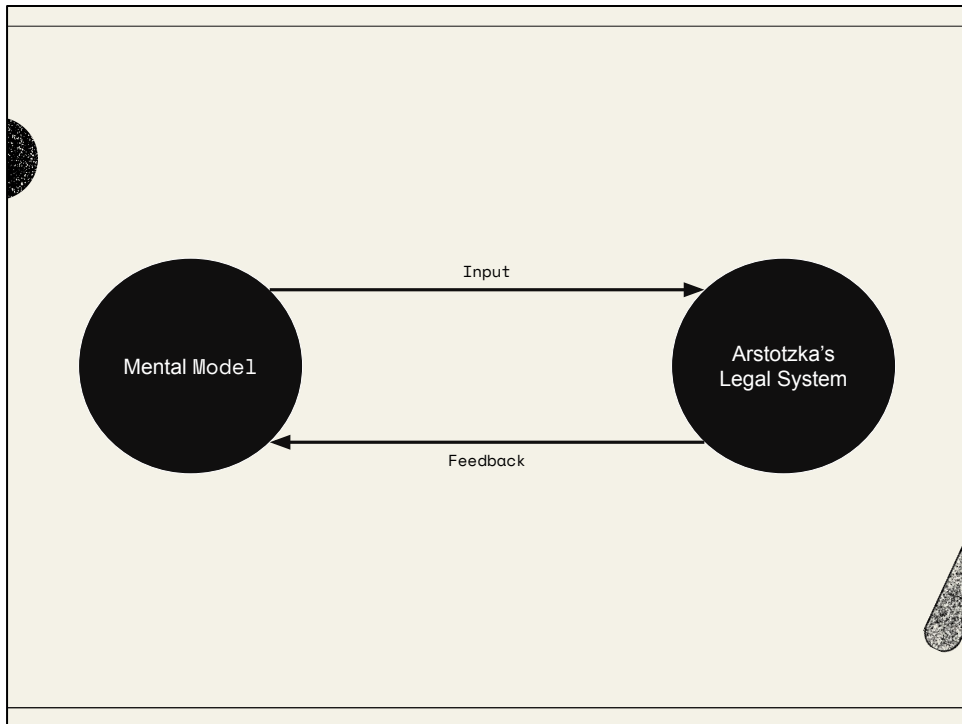 Input
Mental Model
Arstotzka’s
Legal System
Feedback